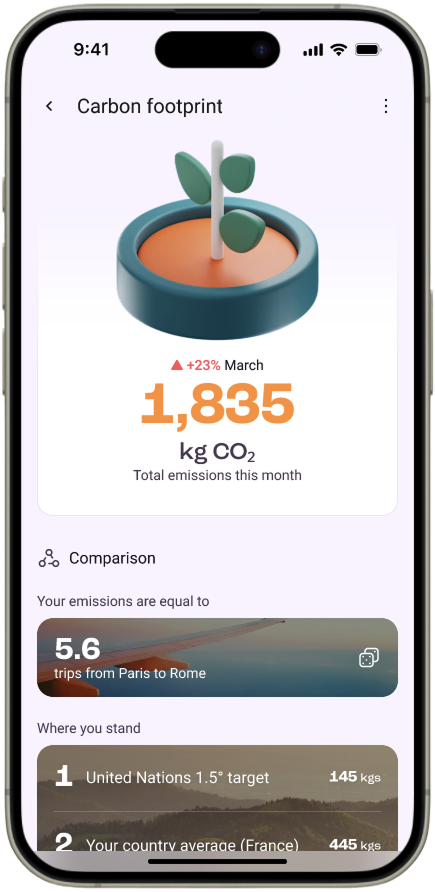 9:41
Carbon footprint
+23% March
1,835
kg CO₂
Total emissions this month
Comparison
Your emissions are equal to
5.6
trips from Paris to Rome
Where you stand
1 United Nations 1.5° target 145 kgs
2 Your country average (France) 445 kgs